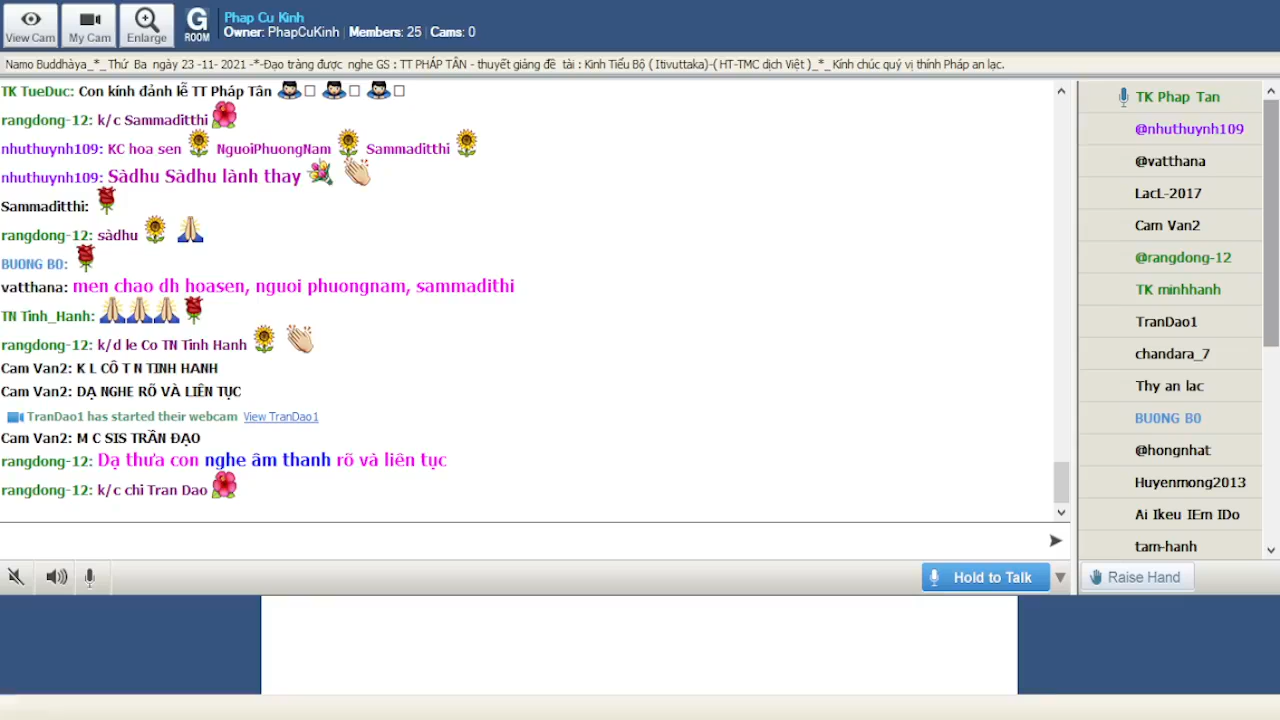 View Cam
My Cam
Enlarge
G
ROOM
Phap Cu Kinh
Owner: PhapCuKinh | Members: 25 | Cams: 0
Namo Buddhàya_*_Thứ Ba ngày 23 -11- 2021 -*-Đạo tràng được nghe GS : TT PHÁP TÂN - thuyết giảng đề tài : Kinh Tiểu Bộ ( Itivuttaka)-( HT-TMC dịch Việt )_*_Kính chúc quý vị thính Pháp an lạc.
TK TueDuc: Con kính đảnh lễ TT Pháp Tân
rangdong-12: k/c Sammaditthi
nhuthuynh109: KC hoa sen NguoiPhuongNam Sammaditthi
nhuthuynh109: Sàdhu Sàdhu lành thay
Sammaditthi:
rangdong-12: sàdhu
BUONG BO:
vatthana: men chao dh hoasen, nguoi phuongnam, sammadithi
TN Tinh_Hanh:
rangdong-12: k/d le Co TN Tinh Hanh
Cam Van2: K L CÔ T N TINH HANH
Cam Van2: DẠ NGHE RÕ VÀ LIÊN TỤC
TranDao1 has started their webcam View TranDao1
Cam Van2: M C SIS TRẦN ĐẠO
rangdong-12: Dạ thưa con nghe âm thanh rõ và liên tục
rangdong-12: k/c chi Tran Dao
Hold to Talk
TK Phap Tan
@nhuthuynh109
@vatthana
LacL-2017
Cam Van2
@rangdong-12
TK minhhanh
TranDao1
chandara_7
Thy an lac
BUONG BO
@hongnhat
Huyenmong2013
Ai Ikeu IEm IDo
tam-hanh
Raise Hand